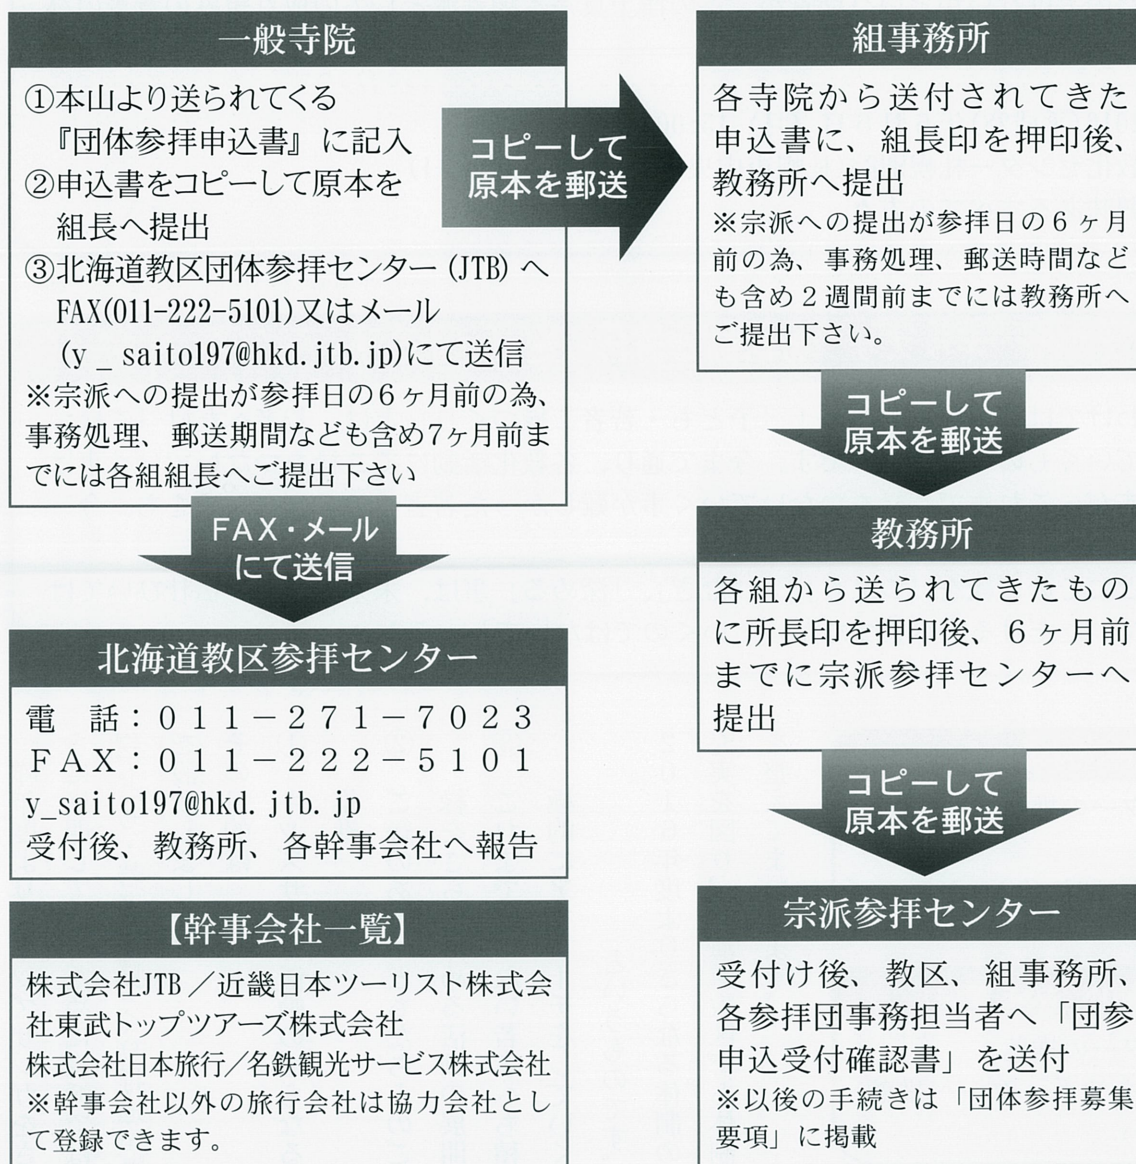 一般寺院
①本山より送られてくる
『団体参拝申込書』に記入
②申込書をコピーして原本を
組長へ提出
③北海道教区団体参拝センター(JTB)へ
FAX(011-222-5101)又はメール
(y_saito197@hkd.jtb.jp)にて送信
※宗派への提出が参拝日の6ヶ月前の為、
事務処理、郵送期間なども含め7ヶ月前ま
でには各組組長へご提出下さい
コピーして
原本を郵送
組事務所
各寺院から送付されてきた
申込書に、組長印を押印後、
教務所へ提出
※宗派への提出が参拝日の6ヶ月
前の為、事務処理、郵送時間など
も含め2週間前までには教務所へ
ご提出下さい。
コピーして
原本を郵送
教務所
各組から送られてきたもの
に所長印を押印後、6ヶ月前
までに宗派参拝センターへ
提出
コピーして
原本を郵送
宗派参拝センター
受付け後、教区、組事務所、
各参拝団事務担当者へ「団参
申込受付確認書」を送付
※以後の手続きは「団体参拝募集
要項」に掲載
FAX・メール
にて送信
北海道教区参拝センター
電　話：011－271－7023
FAX：011－222－5101
y_saito197@hkd.jtb.jp
受付後、教務所、各幹事会社へ報告
【幹事会社一覧】
株式会社JTB／近畿日本ツーリスト株式会
社東武トップツアーズ株式会社
株式会社日本旅行／名鉄観光サービス株式会社
※幹事会社以外の旅行会社は協力会社とし
て登録できます。